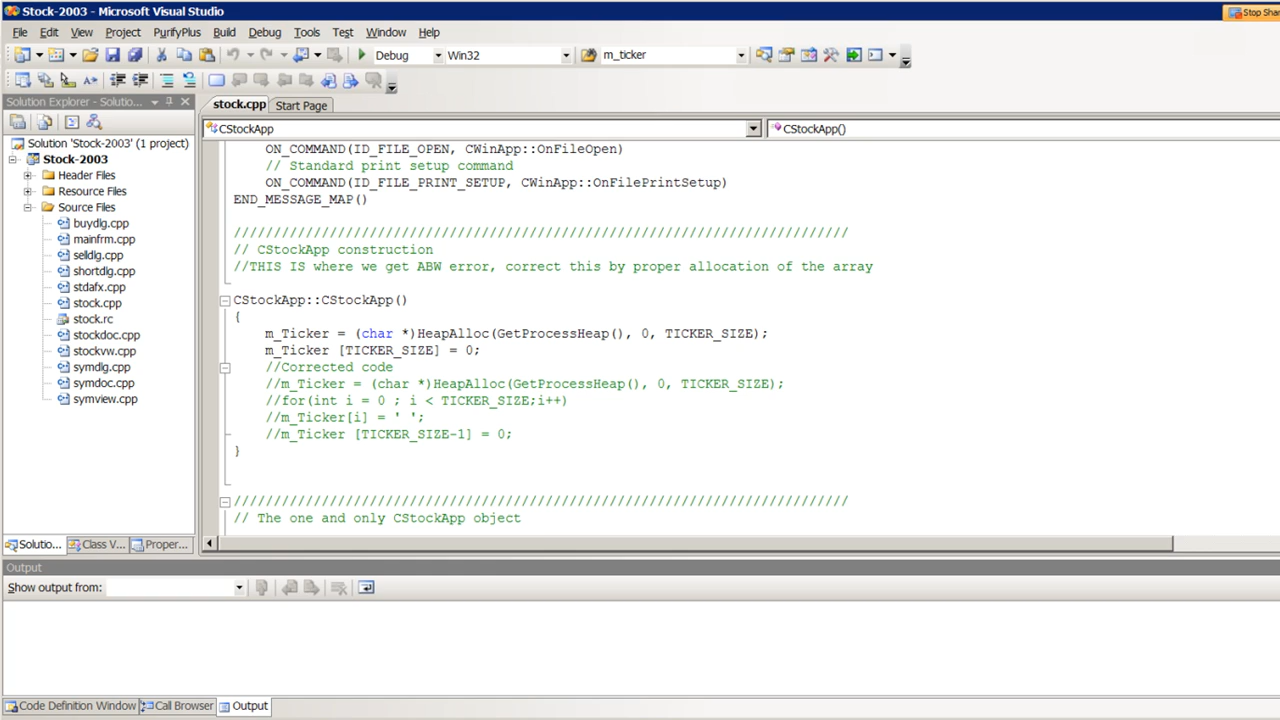 Stock-2003 - Microsoft Visual Studio
Stop Shar
File Edit View Project PurifyPlus Build Debug Tools Test Window Help
Debug Win32 m_ticker
Solution Explorer - Solutio...
stock.cpp Start Page
CStockApp CStockApp()
Solution 'Stock-2003' (1 project)
Stock-2003
Header Files
Resource Files
Source Files
buydlg.cpp
mainfrm.cpp
selldlg.cpp
shortdlg.cpp
stdafx.cpp
stock.cpp
stock.rc
stockdoc.cpp
stockvw.cpp
symdlg.cpp
symdoc.cpp
symview.cpp
Solutio... Class V... Proper...
ON_COMMAND(ID_FILE_OPEN, CWinApp::OnFileOpen)
// Standard print setup command
ON_COMMAND(ID_FILE_PRINT_SETUP, CWinApp::OnFilePrintSetup)
END_MESSAGE_MAP()
/////////////////////////////////////////////////////////////////////////////
// CStockApp construction
//THIS IS where we get ABW error, correct this by proper allocation of the array
CStockApp::CStockApp()
{
m_Ticker = (char *)HeapAlloc(GetProcessHeap(), 0, TICKER_SIZE);
m_Ticker [TICKER_SIZE] = 0;
//Corrected code
//m_Ticker = (char *)HeapAlloc(GetProcessHeap(), 0, TICKER_SIZE);
//for(int i = 0 ; i < TICKER_SIZE;i++)
//m_Ticker[i] = ' ';
//m_Ticker [TICKER_SIZE-1] = 0;
}
/////////////////////////////////////////////////////////////////////////////
// The one and only CStockApp object
Output
Show output from:
Code Definition Window Call Browser Output